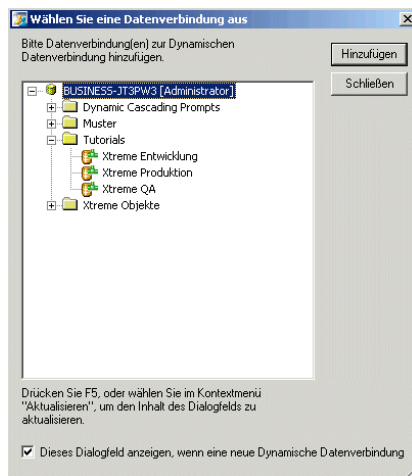 Wählen Sie eine Datenverbindung aus
Bitte Datenverbindung(en) zur Dynamischen
Datenverbindung hinzufügen.
Hinzufügen
Schließen
BUSINESS-JT3PW3 [Administrator]
Dynamic Cascading Prompts
Muster
Tutorials
Xtreme Entwicklung
Xtreme Produktion
Xtreme QA
Xtreme Objekte
Drücken Sie F5, oder wählen Sie im Kontextmenü
"Aktualisieren", um den Inhalt des Dialogfelds zu
aktualisieren.
Dieses Dialogfeld anzeigen, wenn eine neue Dynamische Datenverbindung